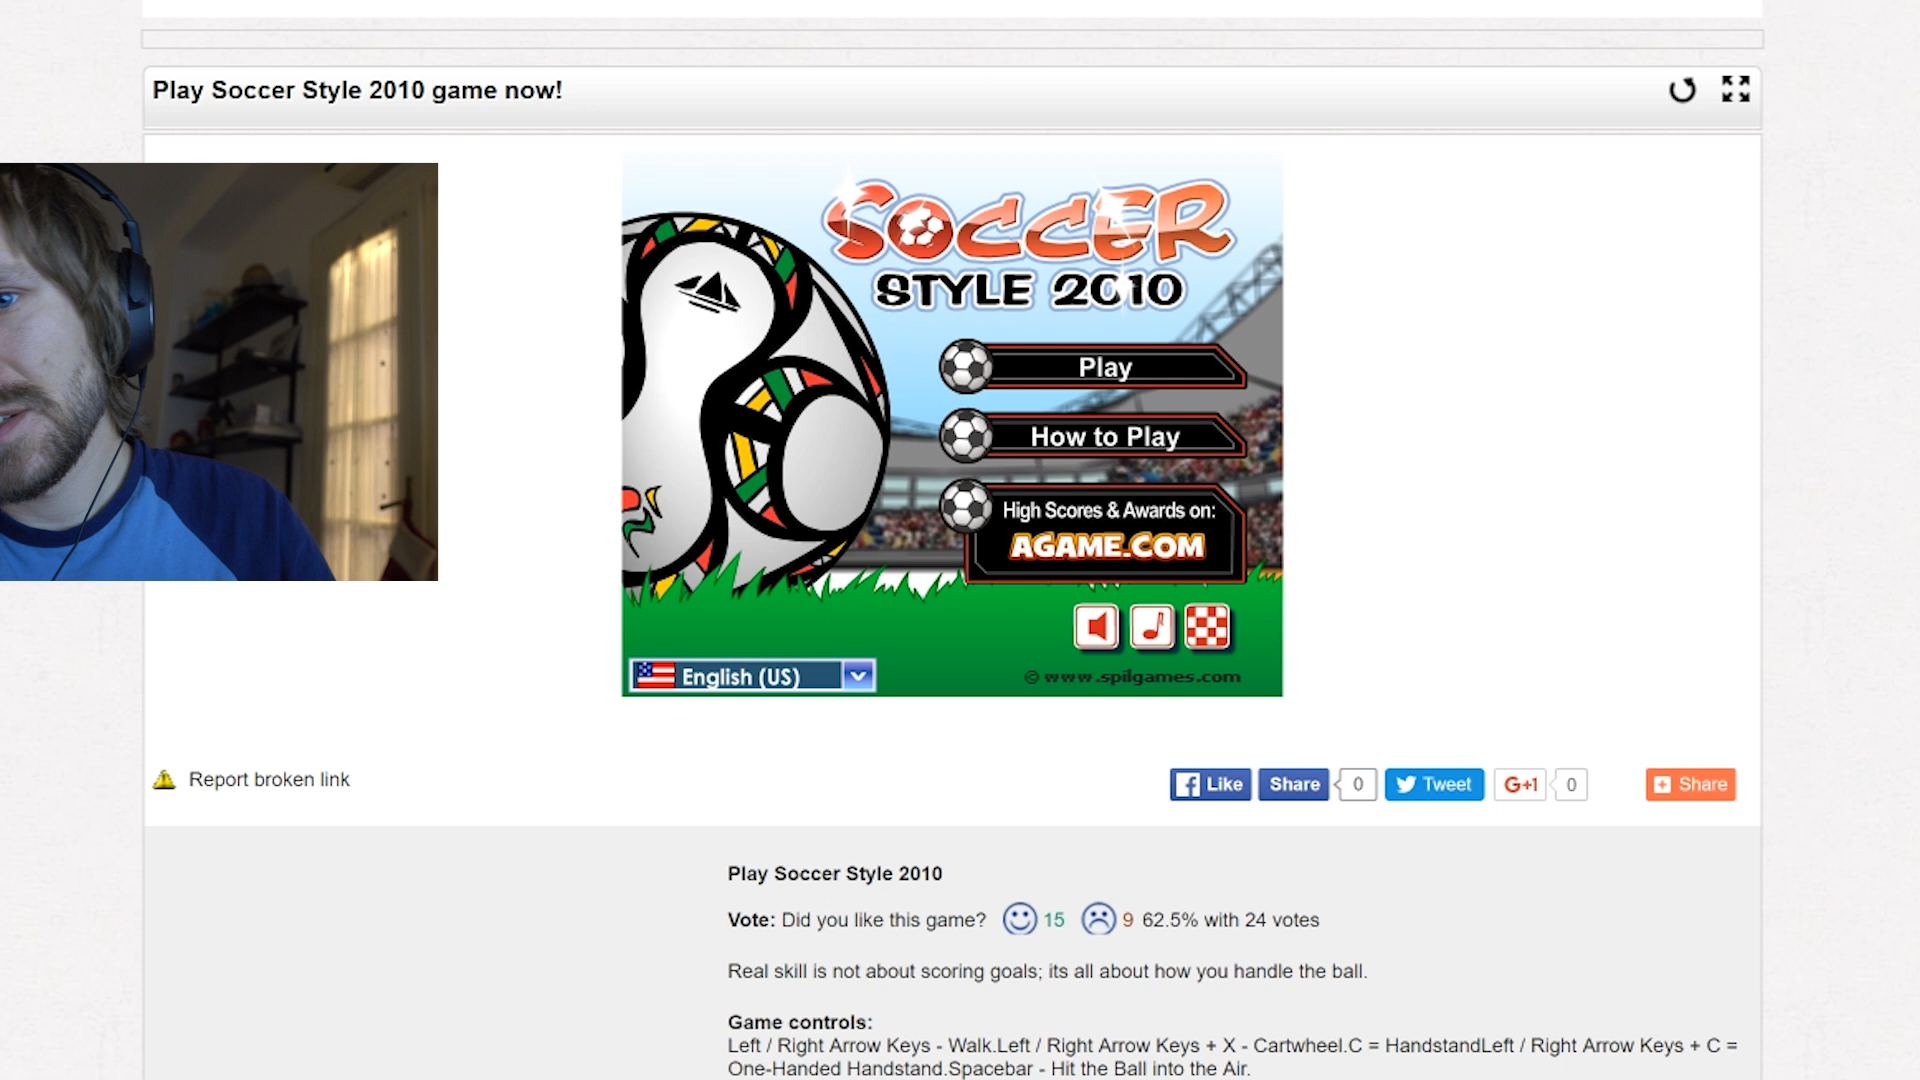 Play Soccer Style 2010 game now!
SOCCER
STYLE 2010
Play
How to Play
High Scores & Awards on:
AGAME.COM
English (US)
© www.spilgames.com
Report broken link
Like
Share
0
Tweet
G+1
0
Share
Play Soccer Style 2010
Vote: Did you like this game? 15 9 62.5% with 24 votes
Real skill is not about scoring goals; its all about how you handle the ball.
Game controls:
Left / Right Arrow Keys - Walk.Left / Right Arrow Keys + X - Cartwheel.C = HandstandLeft / Right Arrow Keys + C =
One-Handed Handstand.Spacebar - Hit the Ball into the Air.